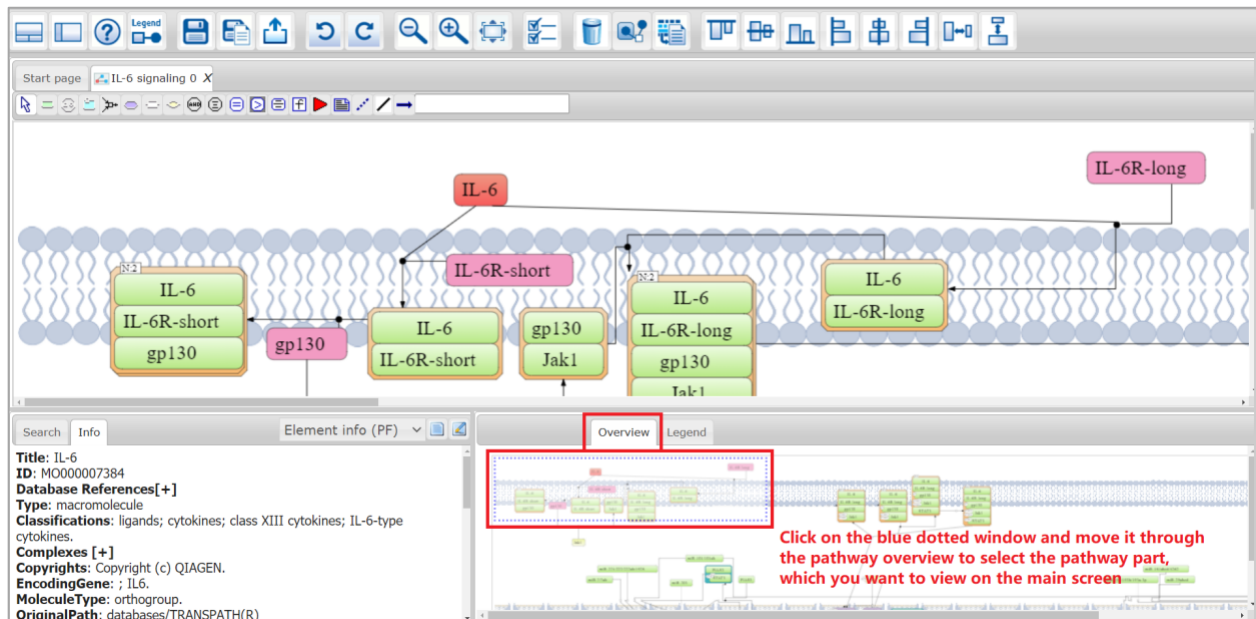 Legend
Start page
IL-6 signaling 0 X
AND
IL-6R-long
IL-6
N:2
IL-6
IL-6R-short
gp130
gp130
IL-6R-short
IL-6
IL-6R-short
gp130
Jak1
N:2
IL-6
IL-6R-long
gp130
Jak1
IL-6
IL-6R-long
Search
Info
Element info (PF)
Overview
Legend
Title: IL-6
ID: MO000007384
Database References[+]
Type: macromolecule
Classifications: ligands; cytokines; class XIII cytokines; IL-6-type
cytokines.
Complexes [+]
Copyrights: Copyright (c) QIAGEN.
EncodingGene: ; IL6.
MoleculeType: orthogroup.
OriginalPath: databases/TRANSPATH(R)
Click on the blue dotted window and move it through
the pathway overview to select the pathway part,
which you want to view on the main screen